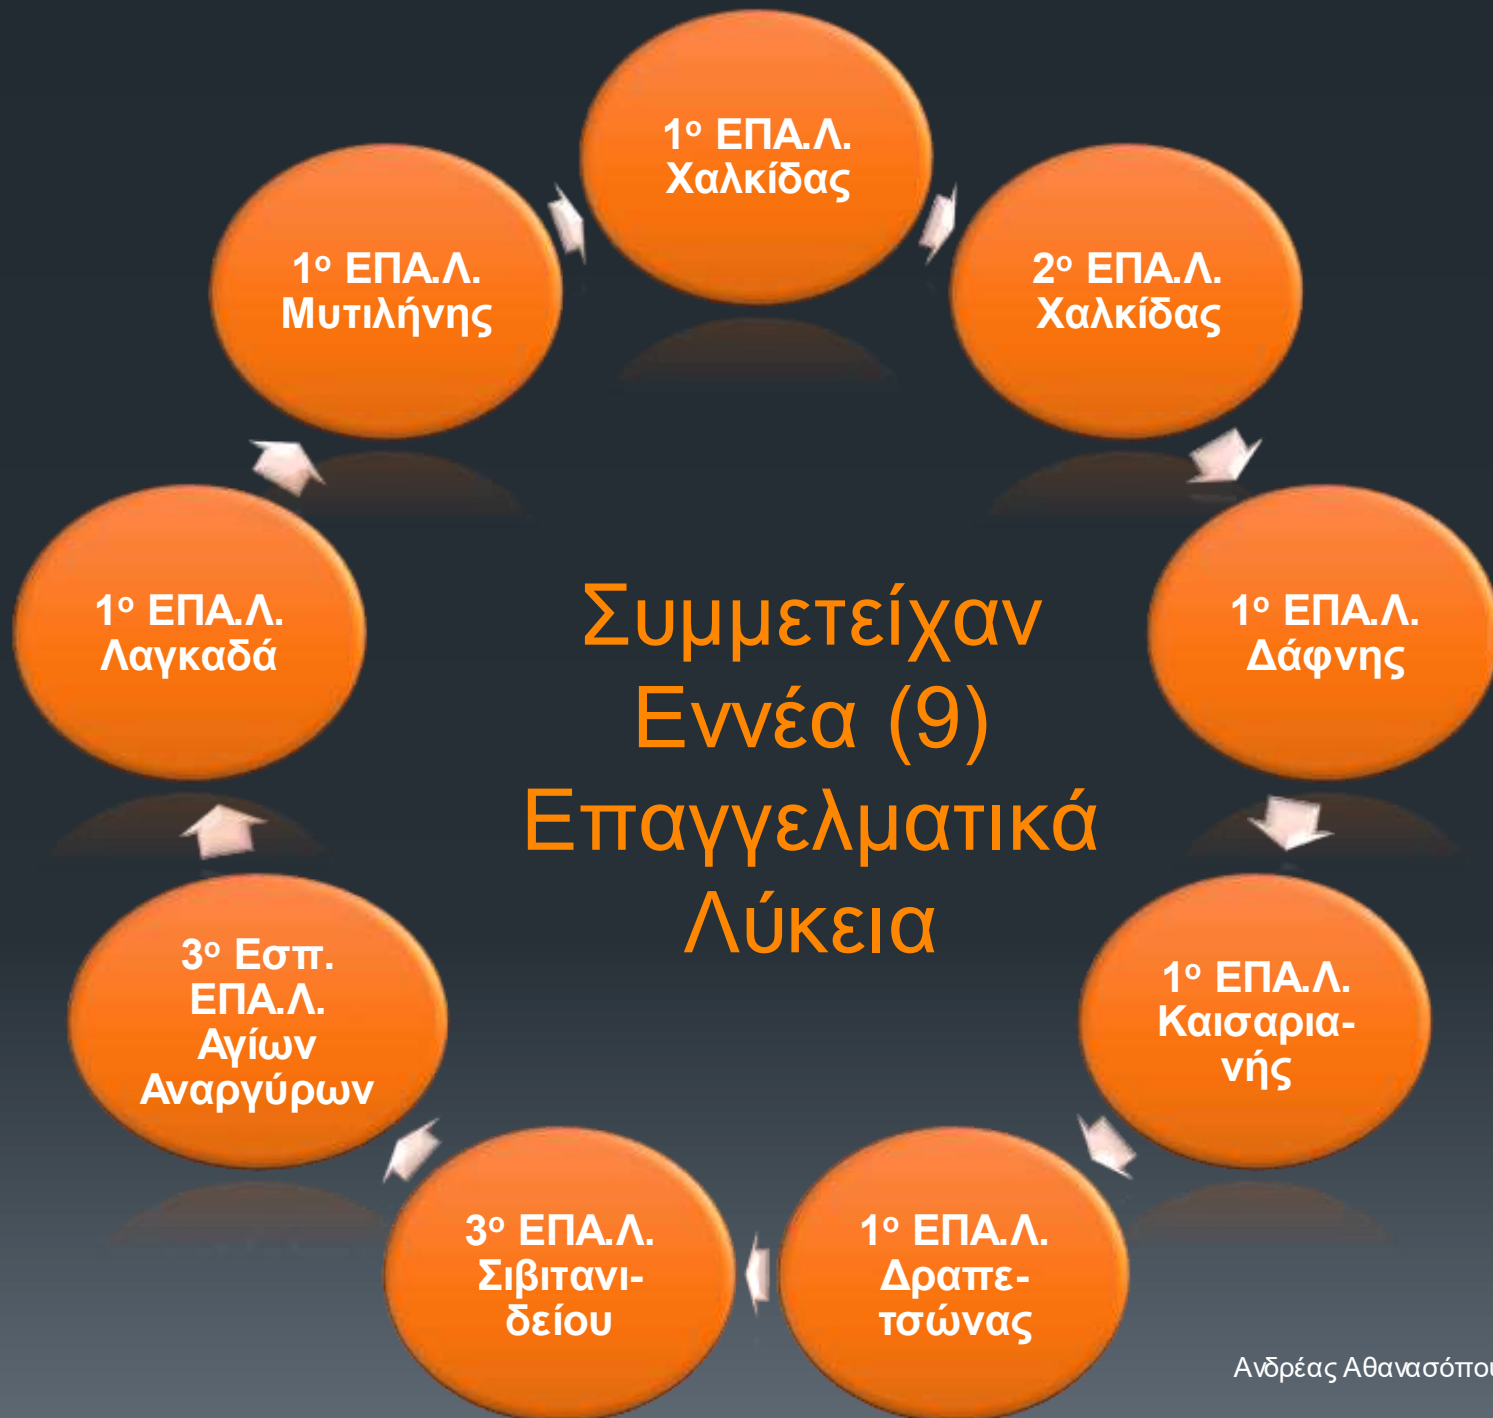 1ο ΕΠΑ.Λ.
Χαλκίδας
2ο ΕΠΑ.Λ.
Χαλκίδας
1ο ΕΠΑ.Λ.
Δάφνης
1ο ΕΠΑ.Λ.
Καισαρια-
νής
1ο ΕΠΑ.Λ.
Δραπε-
τσώνας
3ο ΕΠΑ.Λ.
Σιβιτανι-
δείου
3ο Εσπ.
ΕΠΑ.Λ.
Αγίων
Αναργύρων
1ο ΕΠΑ.Λ.
Λαγκαδά
1ο ΕΠΑ.Λ.
Μυτιλήνης
Συμμετείχαν
Εννέα (9)
Επαγγελματικά
Λύκεια
Ανδρέας